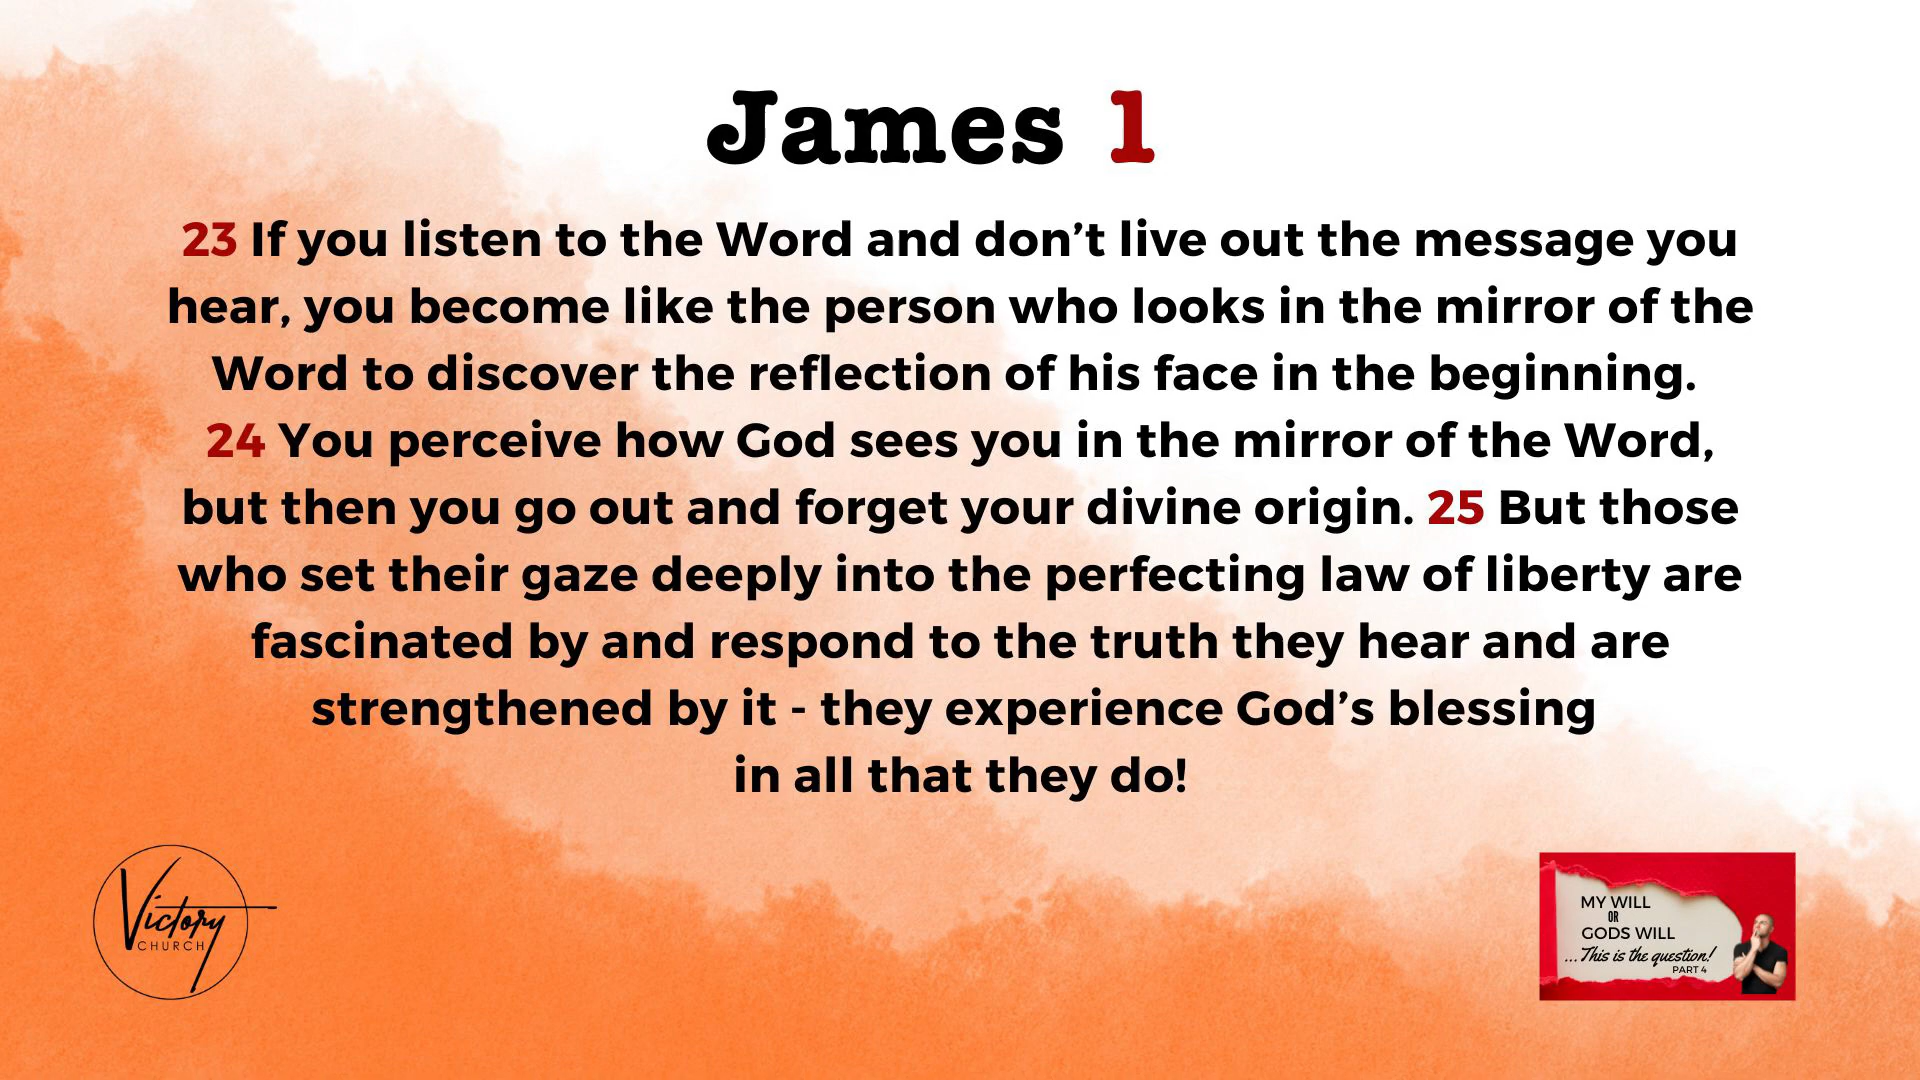 James 1
23 If you listen to the Word and don’t live out the message you
hear, you become like the person who looks in the mirror of the
Word to discover the reflection of his face in the beginning.
24 You perceive how God sees you in the mirror of the Word,
but then you go out and forget your divine origin. 25 But those
who set their gaze deeply into the perfecting law of liberty are
fascinated by and respond to the truth they hear and are
strengthened by it - they experience God’s blessing
in all that they do!
Victory
CHURCH
MY WILL
OR
GODS WILL
...This is the question!
PART 4